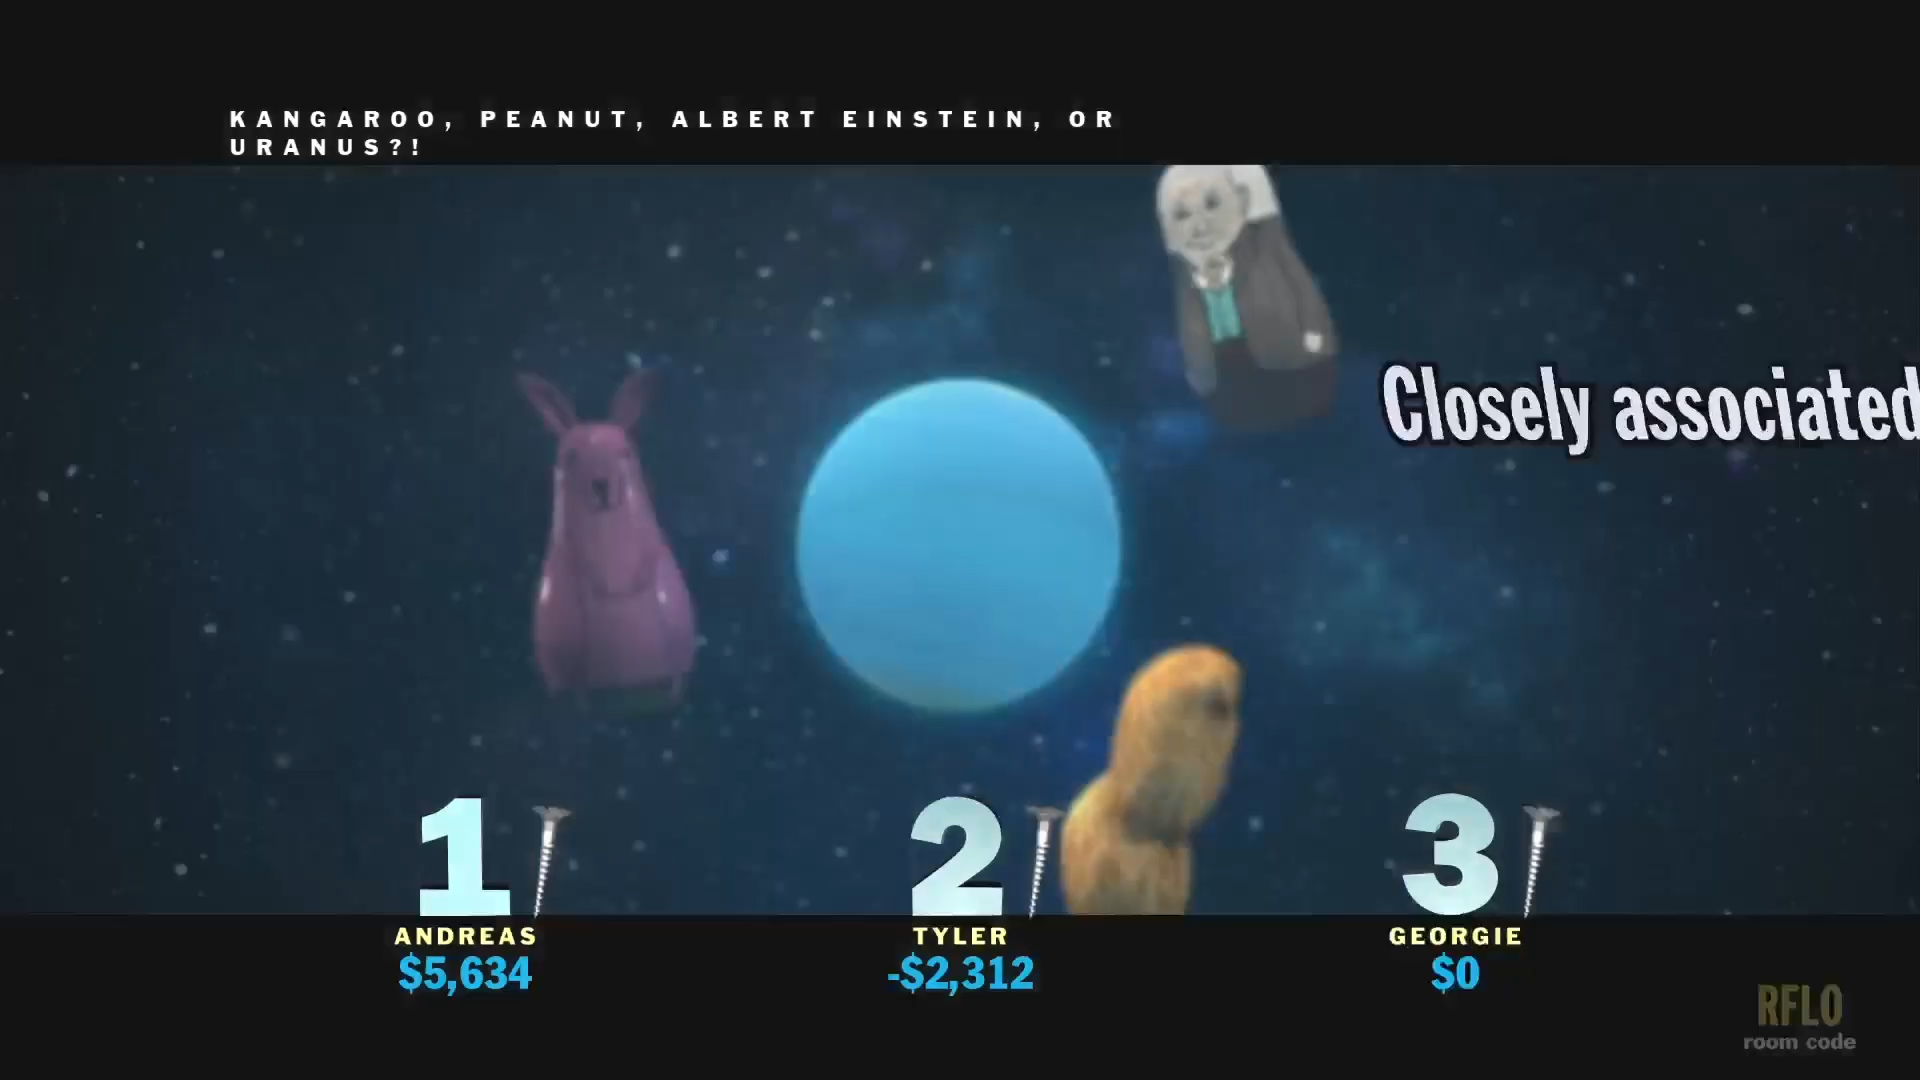 KANGAROO, PEANUT, ALBERT EINSTEIN, OR
URANUS?!
Closely associated
1
2
3
ANDREAS
TYLER
GEORGIE
$5,634
-$2,312
$0
RFLO
room code